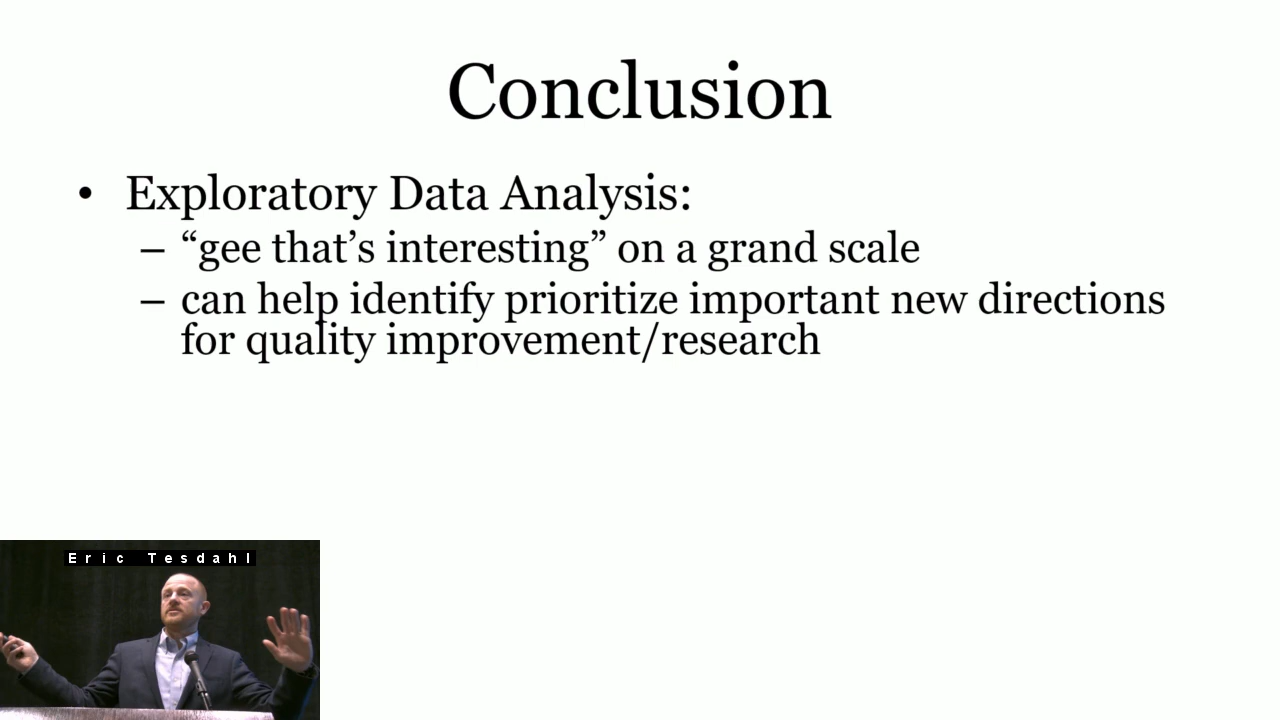 Conclusion
• Exploratory Data Analysis:
– “gee that’s interesting” on a grand scale
– can help identify prioritize important new directions
for quality improvement/research
Eric Tesdahl